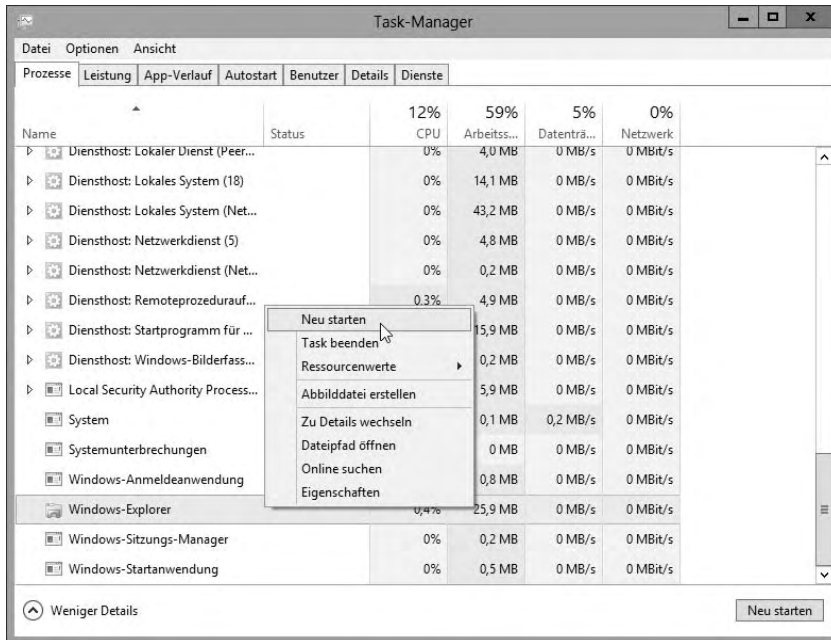 Task-Manager
Datei Optionen Ansicht
Prozesse Leistung App-Verlauf Autostart Benutzer Details Dienste
12% 59% 5% 0%
Name Status CPU Arbeitss... Datenträ... Netzwerk
Diensthost: Lokaler Dienst (Peer... 0% 4,0 MB 0 MB/s 0 MBit/s
Diensthost: Lokales System (18) 0% 14,1 MB 0 MB/s 0 MBit/s
Diensthost: Lokales System (Net... 0% 43,2 MB 0 MB/s 0 MBit/s
Diensthost: Netzwerkdienst (5) 0% 4,8 MB 0 MB/s 0 MBit/s
Diensthost: Netzwerkdienst (Net... 0% 0,2 MB 0 MB/s 0 MBit/s
Diensthost: Remoteprozeduraufr... 0,3% 4,9 MB 0 MB/s 0 MBit/s
Neu starten
Diensthost: Startprogramm für ... 15,9 MB 0 MB/s 0 MBit/s
Task beenden
Diensthost: Windows-Bilderfass... 0,2 MB 0 MB/s 0 MBit/s
Ressourcenwerte
Local Security Authority Process... 5,9 MB 0 MB/s 0 MBit/s
Abbilddatei erstellen
System 0,1 MB 0,2 MB/s 0 MBit/s
Zu Details wechseln
Systemunterbrechungen 0 MB 0 MB/s 0 MBit/s
Dateipfad öffnen
Online suchen
Windows-Anmeldeanwendung 0,8 MB 0 MB/s 0 MBit/s
Eigenschaften
Windows-Explorer 0,4% 25,9 MB 0 MB/s 0 MBit/s
Windows-Sitzungs-Manager 0% 0,2 MB 0 MB/s 0 MBit/s
Windows-Startanwendung 0% 0,5 MB 0 MB/s 0 MBit/s
Weniger Details Neu starten